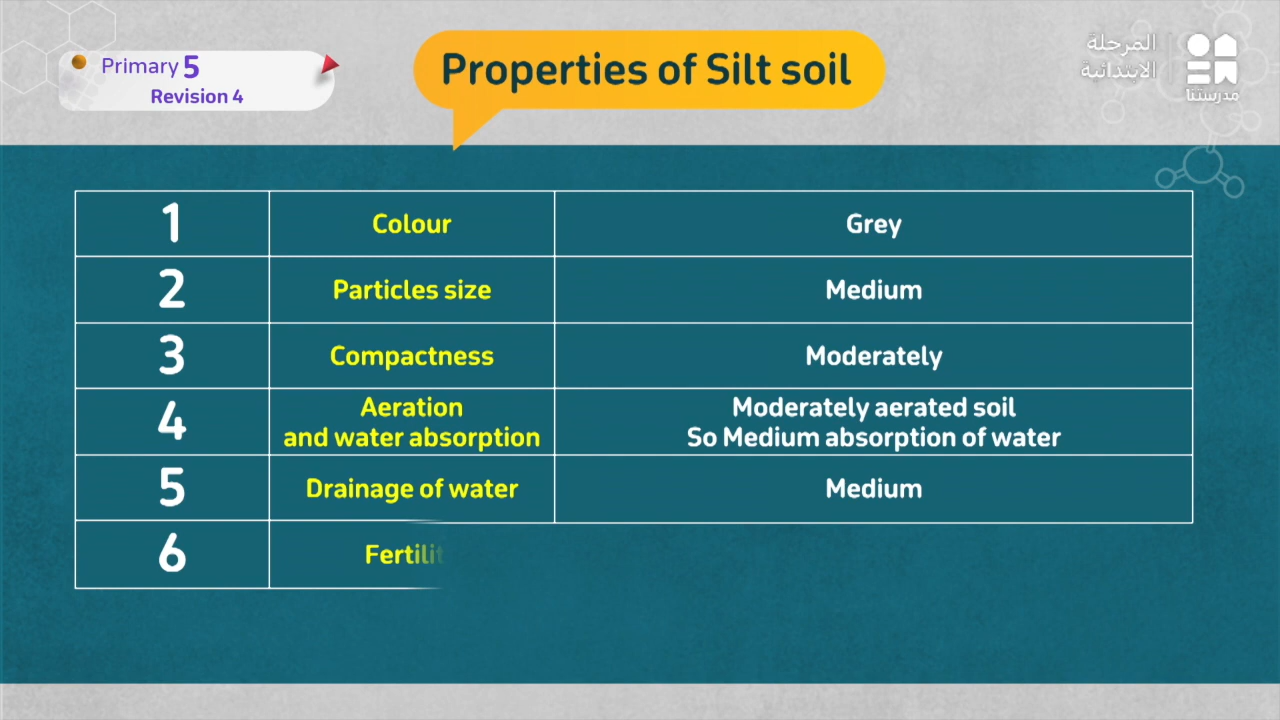 Primary 5
Revision 4
Properties of Silt soil
المرحلة
الابتدائية
مدرستنا
1 Colour Grey
2 Particles size Medium
3 Compactness Moderately
4 Aeration and water absorption Moderately aerated soil So Medium absorption of water
5 Drainage of water Medium
6 Fertilit